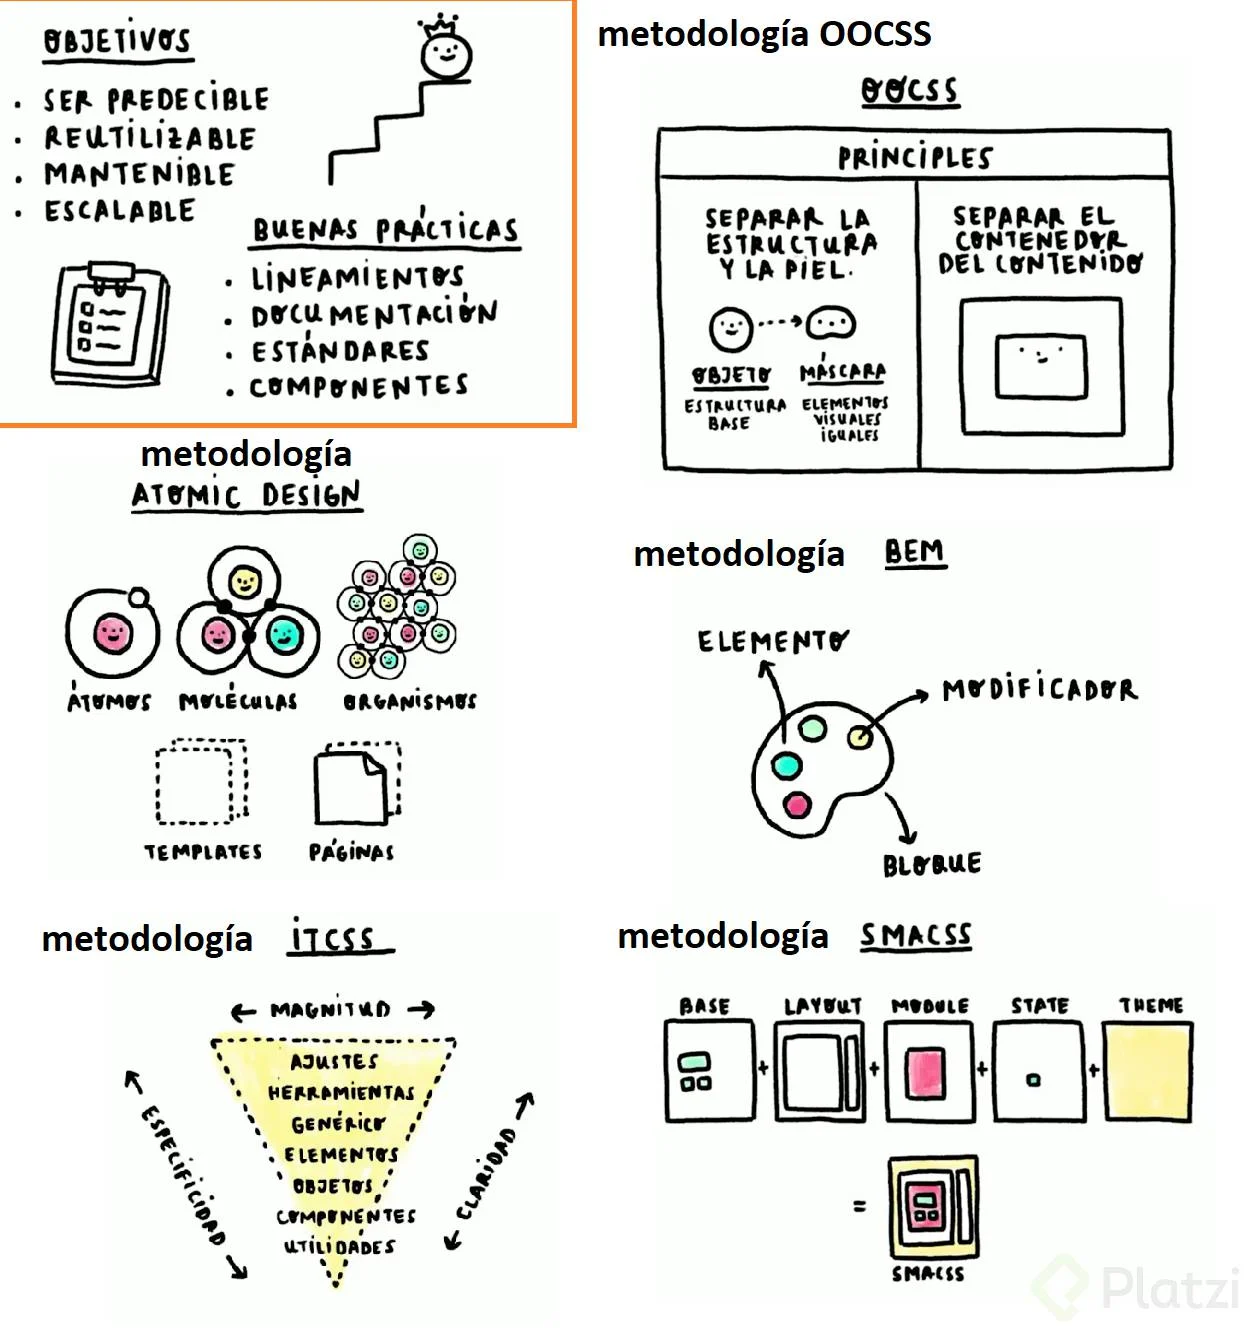 OBJETIVOS
. SER PREDECIBLE
. REUTILIZABLE
. MANTENIBLE
. ESCALABLE
BUENAS PRÁCTICAS
. LINEAMIENTOS
. DOCUMENTACIÓN
. ESTÁNDARES
. COMPONENTES
metodología OOCSS
OOCSS
PRINCIPLES
SEPARAR LA
ESTRUCTURA
Y LA PIEL.
OBJETO
ESTRUCTURA
BASE
MÁSCARA
ELEMENTOS
VISUALES
IGUALES
SEPARAR EL
CONTENEDOR
DEL CONTENIDO
metodología
ATOMIC DESIGN
ÁTOMOS MOLÉCULAS ORGANISMOS
TEMPLATES PÁGINAS
metodología BEM
ELEMENTO
MODIFICADOR
BLOQUE
metodología ITCSS
← MAGNITUD →
AJUSTES
HERRAMIENTAS
GENÉRICO
ELEMENTOS
OBJETOS
COMPONENTES
UTILIDADES
ESPECIFICIDAD
CLARIDAD
metodología SMACSS
BASE LAYOUT MODULE STATE THEME
+ + + +
=
SMACSS
Platzi